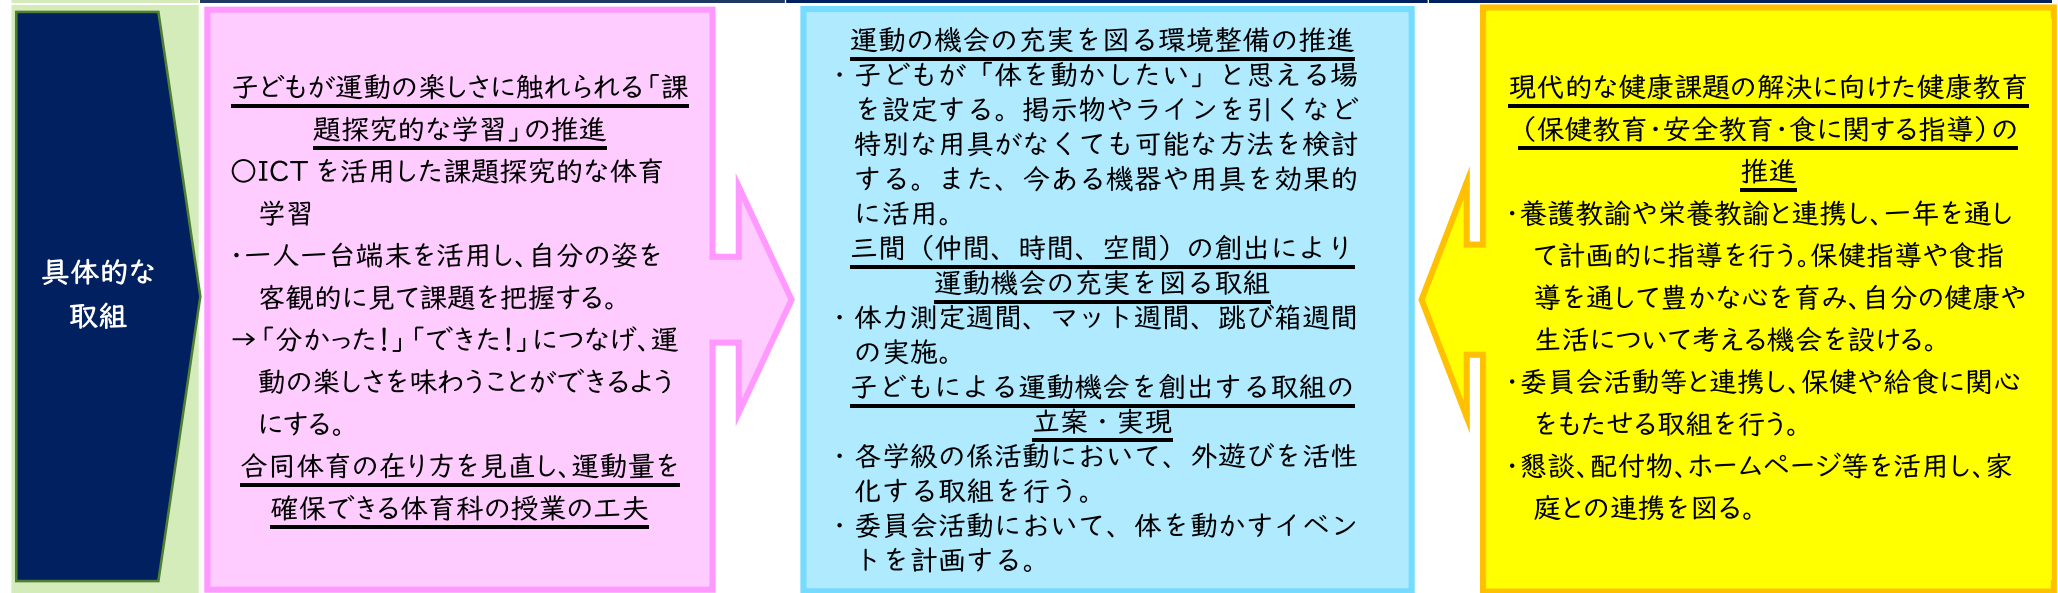 具体的な
取組
子どもが運動の楽しさに触れられる「課
題探究的な学習」の推進
〇ICT を活用した課題探究的な体育
学習
・一人一台端末を活用し、自分の姿を
客観的に見て課題を把握する。
→「分かった！」「できた！」につなげ、運
動の楽しさを味わうことができるよう
にする。
合同体育の在り方を見直し、運動量を
確保できる体育科の授業の工夫
運動の機会の充実を図る環境整備の推進
・子どもが「体を動かしたい」と思える場
を設定する。掲示物やラインを引くなど
特別な用具がなくても可能な方法を検討
する。また、今ある機器や用具を効果的
に活用。
三間（仲間、時間、空間）の創出により
運動機会の充実を図る取組
・体力測定週間、マット週間、跳び箱週間
の実施。
子どもによる運動機会を創出する取組の
立案・実現
・各学級の係活動において、外遊びを活性
化する取組を行う。
・委員会活動において、体を動かすイベン
トを計画する。
現代的な健康課題の解決に向けた健康教育
（保健教育・安全教育・食に関する指導）の
推進
・養護教諭や栄養教諭と連携し、一年を通し
て計画的に指導を行う。保健指導や食指
導を通して豊かな心を育み、自分の健康や
生活について考える機会を設ける。
・委員会活動等と連携し、保健や給食に関心
をもたせる取組を行う。
・懇談、配付物、ホームページ等を活用し、家
庭との連携を図る。